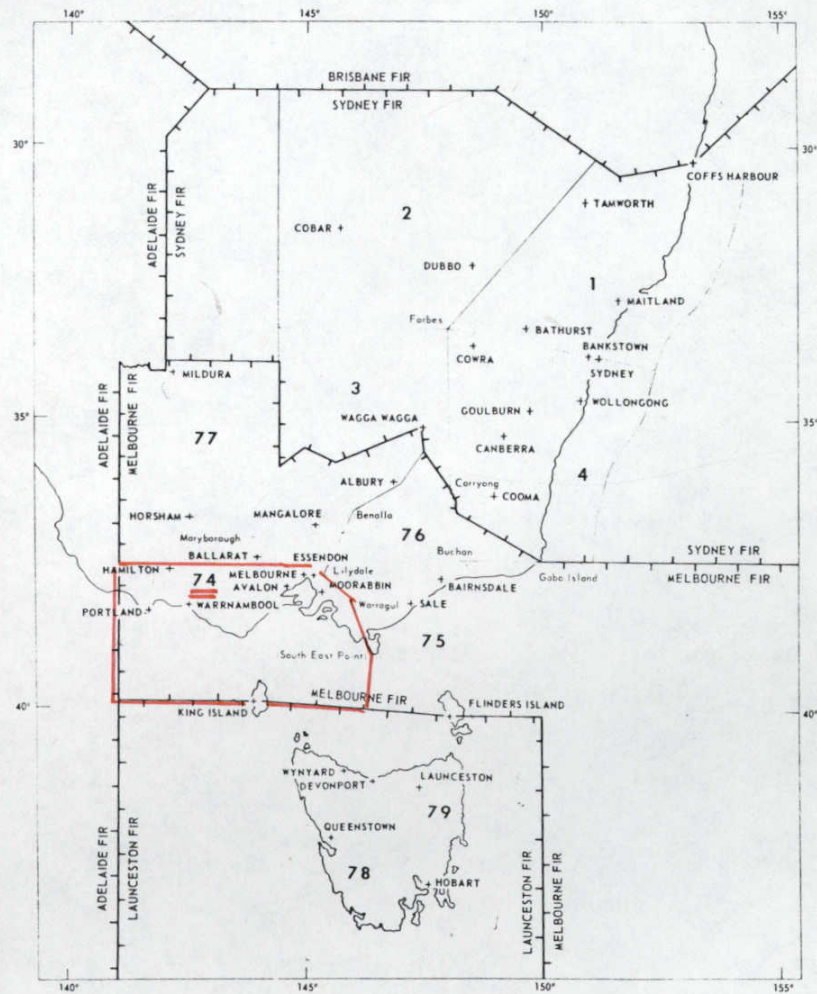 140° 145° 150° 155°
BRISBANE FIR
SYDNEY FIR
30° 30°
COFFS HARBOUR
ADELAIDE FIR
SYDNEY FIR
TAMWORTH
2
COBAR
DUBBO
1
MAITLAND
Forbes
BATHURST
BANKSTOWN
COWRA
SYDNEY
MILDURA
3
WOLLONGONG
GOULBURN
WAGGA WAGGA
35° 35°
ADELAIDE FIR
MELBOURNE FIR
77
CANBERRA
4
ALBURY
Corryong
COOMA
HORSHAM
MANGALORE
Benalla
76
Maryborough
BALLARAT
ESSENDON
Buchan
SYDNEY FIR
MELBOURNE FIR
HAMILTON
Lilydale
Gabo Island
74
MELBOURNE
MOORABBIN
BAIRNSDALE
AVALON
Warragul
SALE
PORTLAND
WARRNAMBOOL
75
South East Point
MELBOURNE FIR
FLINDERS ISLAND
40° 40°
KING ISLAND
WYNYARD
LAUNCESTON
DEVONPORT
79
QUEENSTOWN
ADELAIDE FIR
LAUNCESTON FIR
78
HOBART
LAUNCESTON FIR
MELBOURNE FIR
140° 145° 150° 155°